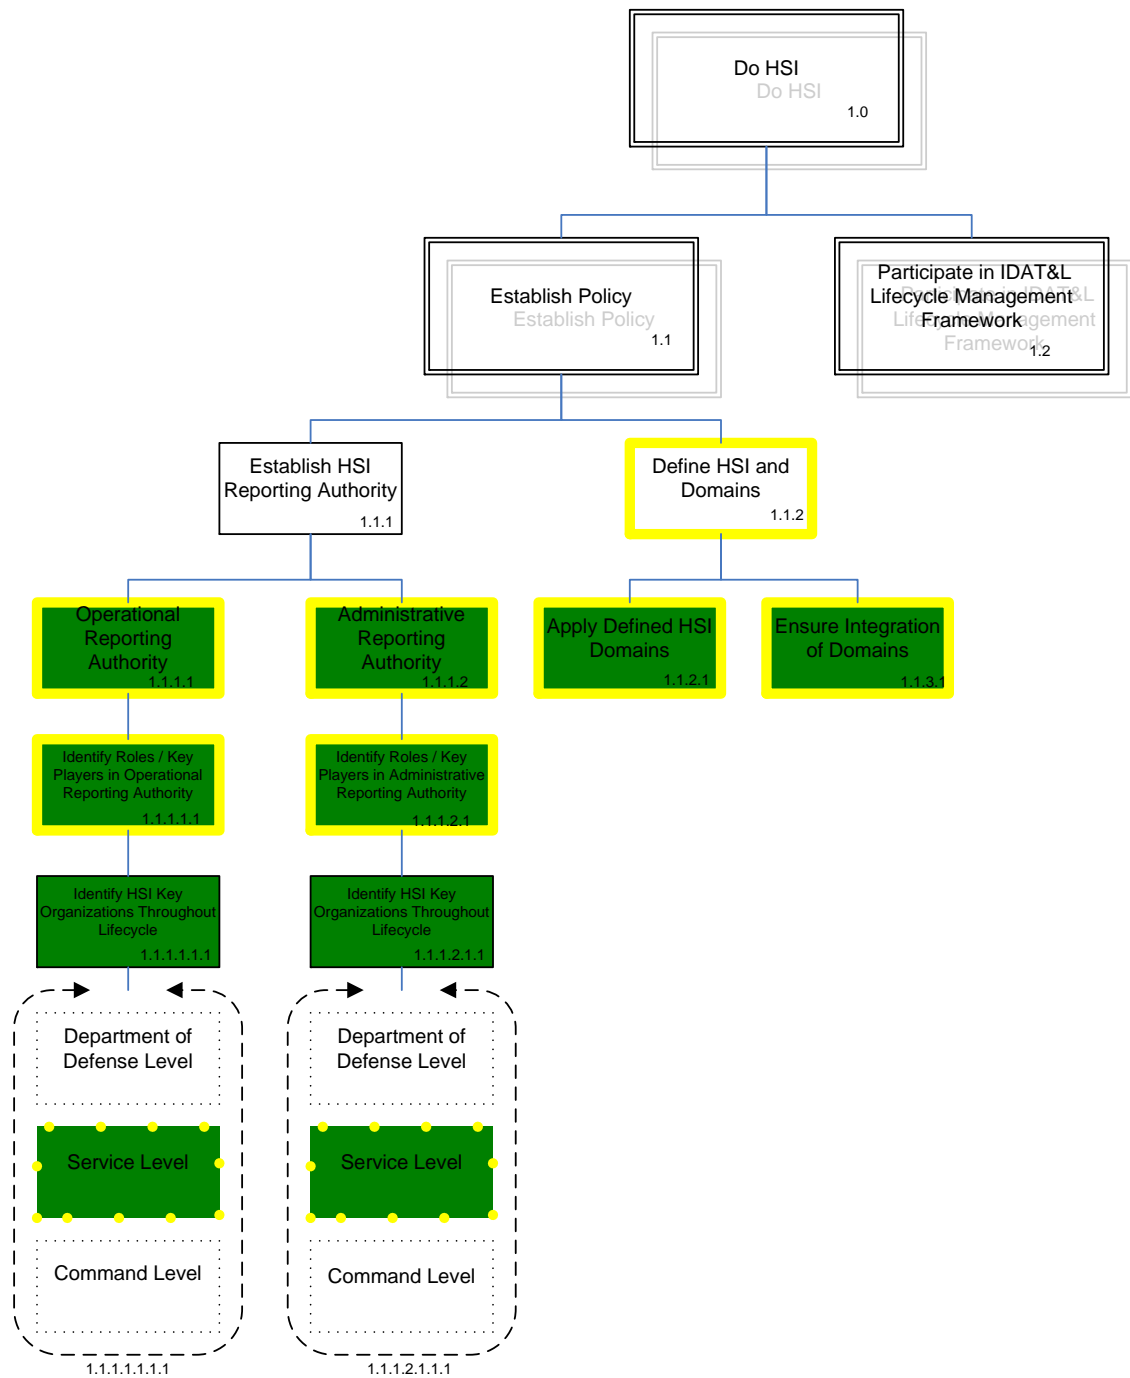 Do HSI
Do HSI
1.0
Establish Policy
Establish Policy
1.1
Participate in IDAT&L
Lifecycle Management
Framework
Participate in IDAT&L
Lifecycle Management
Framework
1.2
Establish HSI
Reporting Authority
1.1.1
Define HSI and
Domains
1.1.2
Operational
Reporting
Authority
1.1.1.1
Administrative
Reporting
Authority
1.1.1.2
Apply Defined HSI
Domains
1.1.2.1
Ensure Integration
of Domains
1.1.3.1
Identify Roles / Key
Players in Operational
Reporting Authority
1.1.1.1.1
Identify Roles / Key
Players in Administrative
Reporting Authority
1.1.1.2.1
Identify HSI Key
Organizations Throughout
Lifecycle
1.1.1.1.1.1
Identify HSI Key
Organizations Throughout
Lifecycle
1.1.1.2.1.1
Department of
Defense Level
Service Level
Command Level
1.1.1.1.1.1.1
Department of
Defense Level
Service Level
Command Level
1.1.1.2.1.1.1